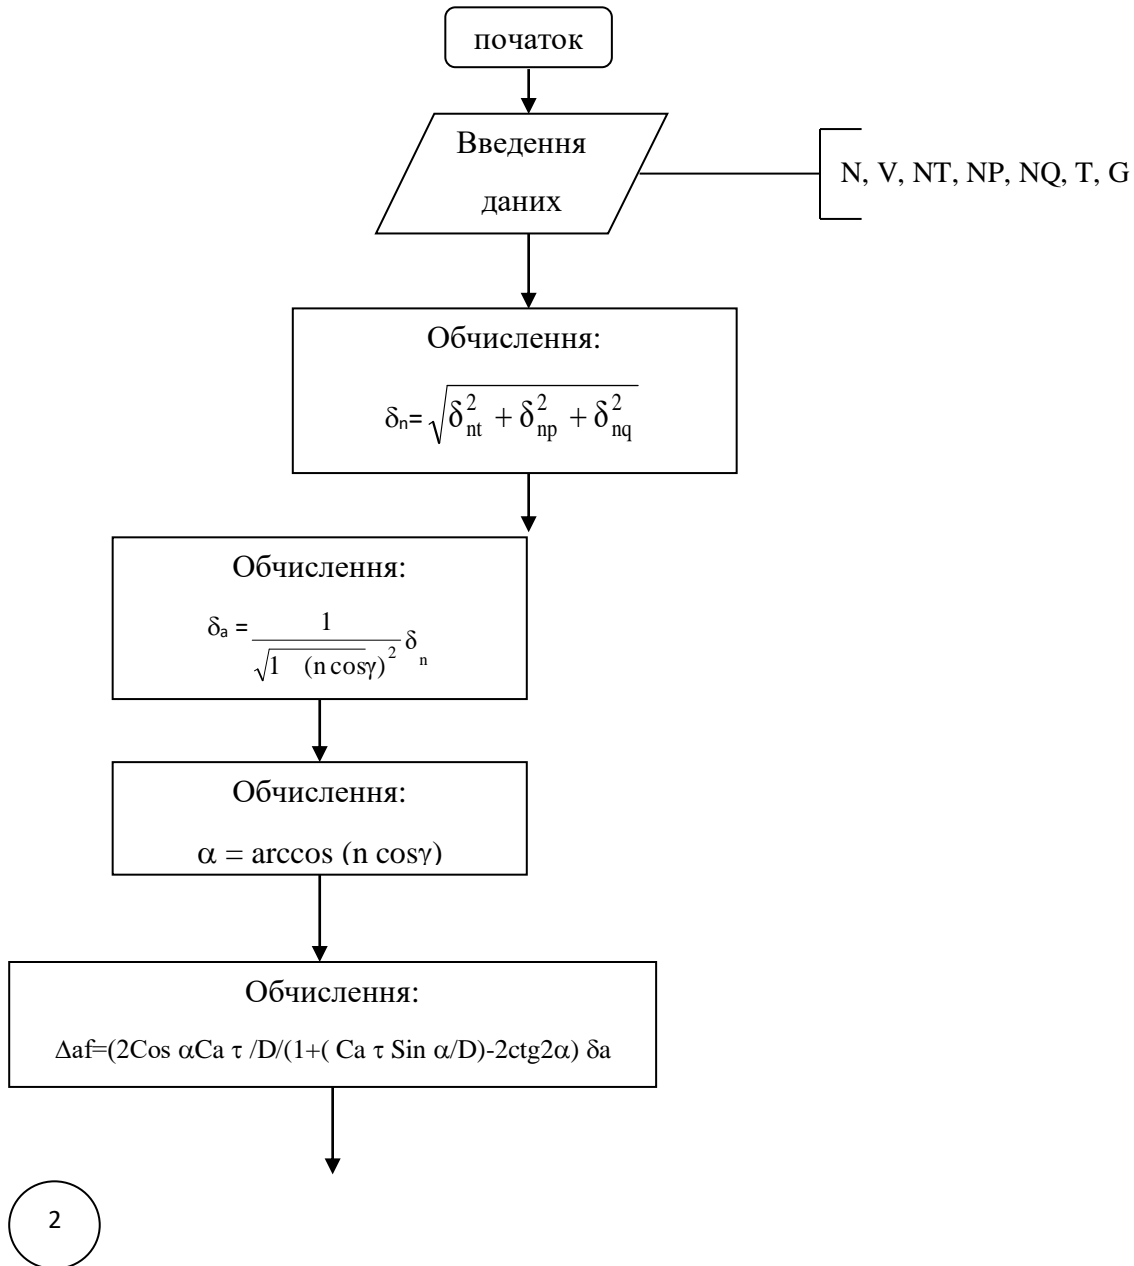 початок
Введення
даних
N, V, NT, NP, NQ, T, G
Обчислення:
δn= √(δ²nt + δ²np + δ²nq)
Обчислення:
δa = 1 / √(1 (n cosγ)²) δn
Обчислення:
α = arccos (n cosγ)
Обчислення:
Δaf=(2Cos αCa τ /D/(1+( Ca τ Sin α/D)-2ctg2α) δa
2